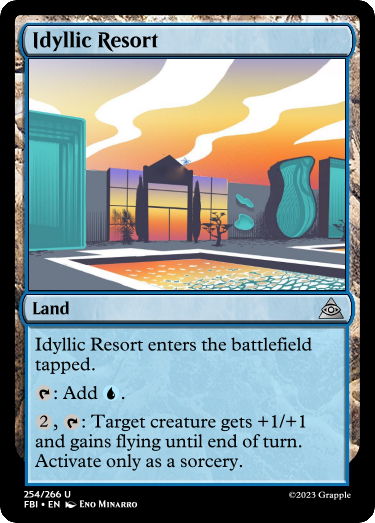 Idyllic Resort
Land
Idyllic Resort enters the battlefield
tapped.
: Add .
2 , : Target creature gets +1/+1
and gains flying until end of turn.
Activate only as a sorcery.
254/266 U
FBI • EN Eno Minarro
©2023 Grapple